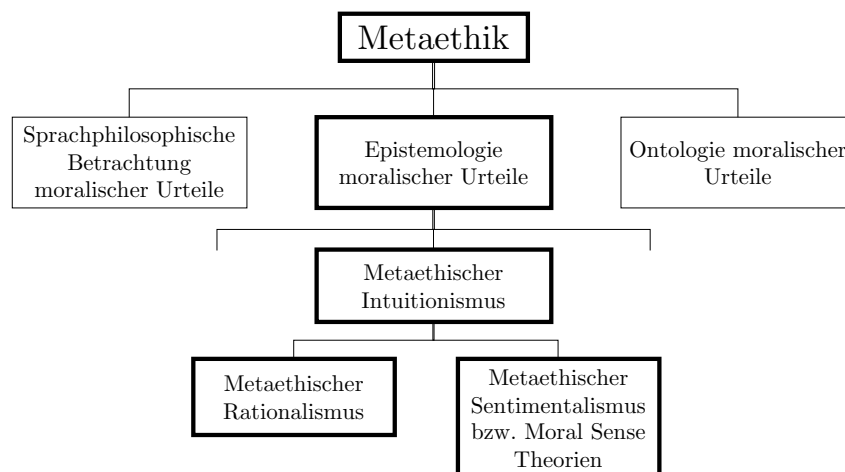 Metaethik
Sprachphilosophische
Betrachtung
moralischer Urteile
Epistemologie
moralischer Urteile
Ontologie moralischer
Urteile
Metaethischer
Intuitionismus
Metaethischer
Rationalismus
Metaethischer
Sentimentalismus
bzw. Moral Sense
Theorien